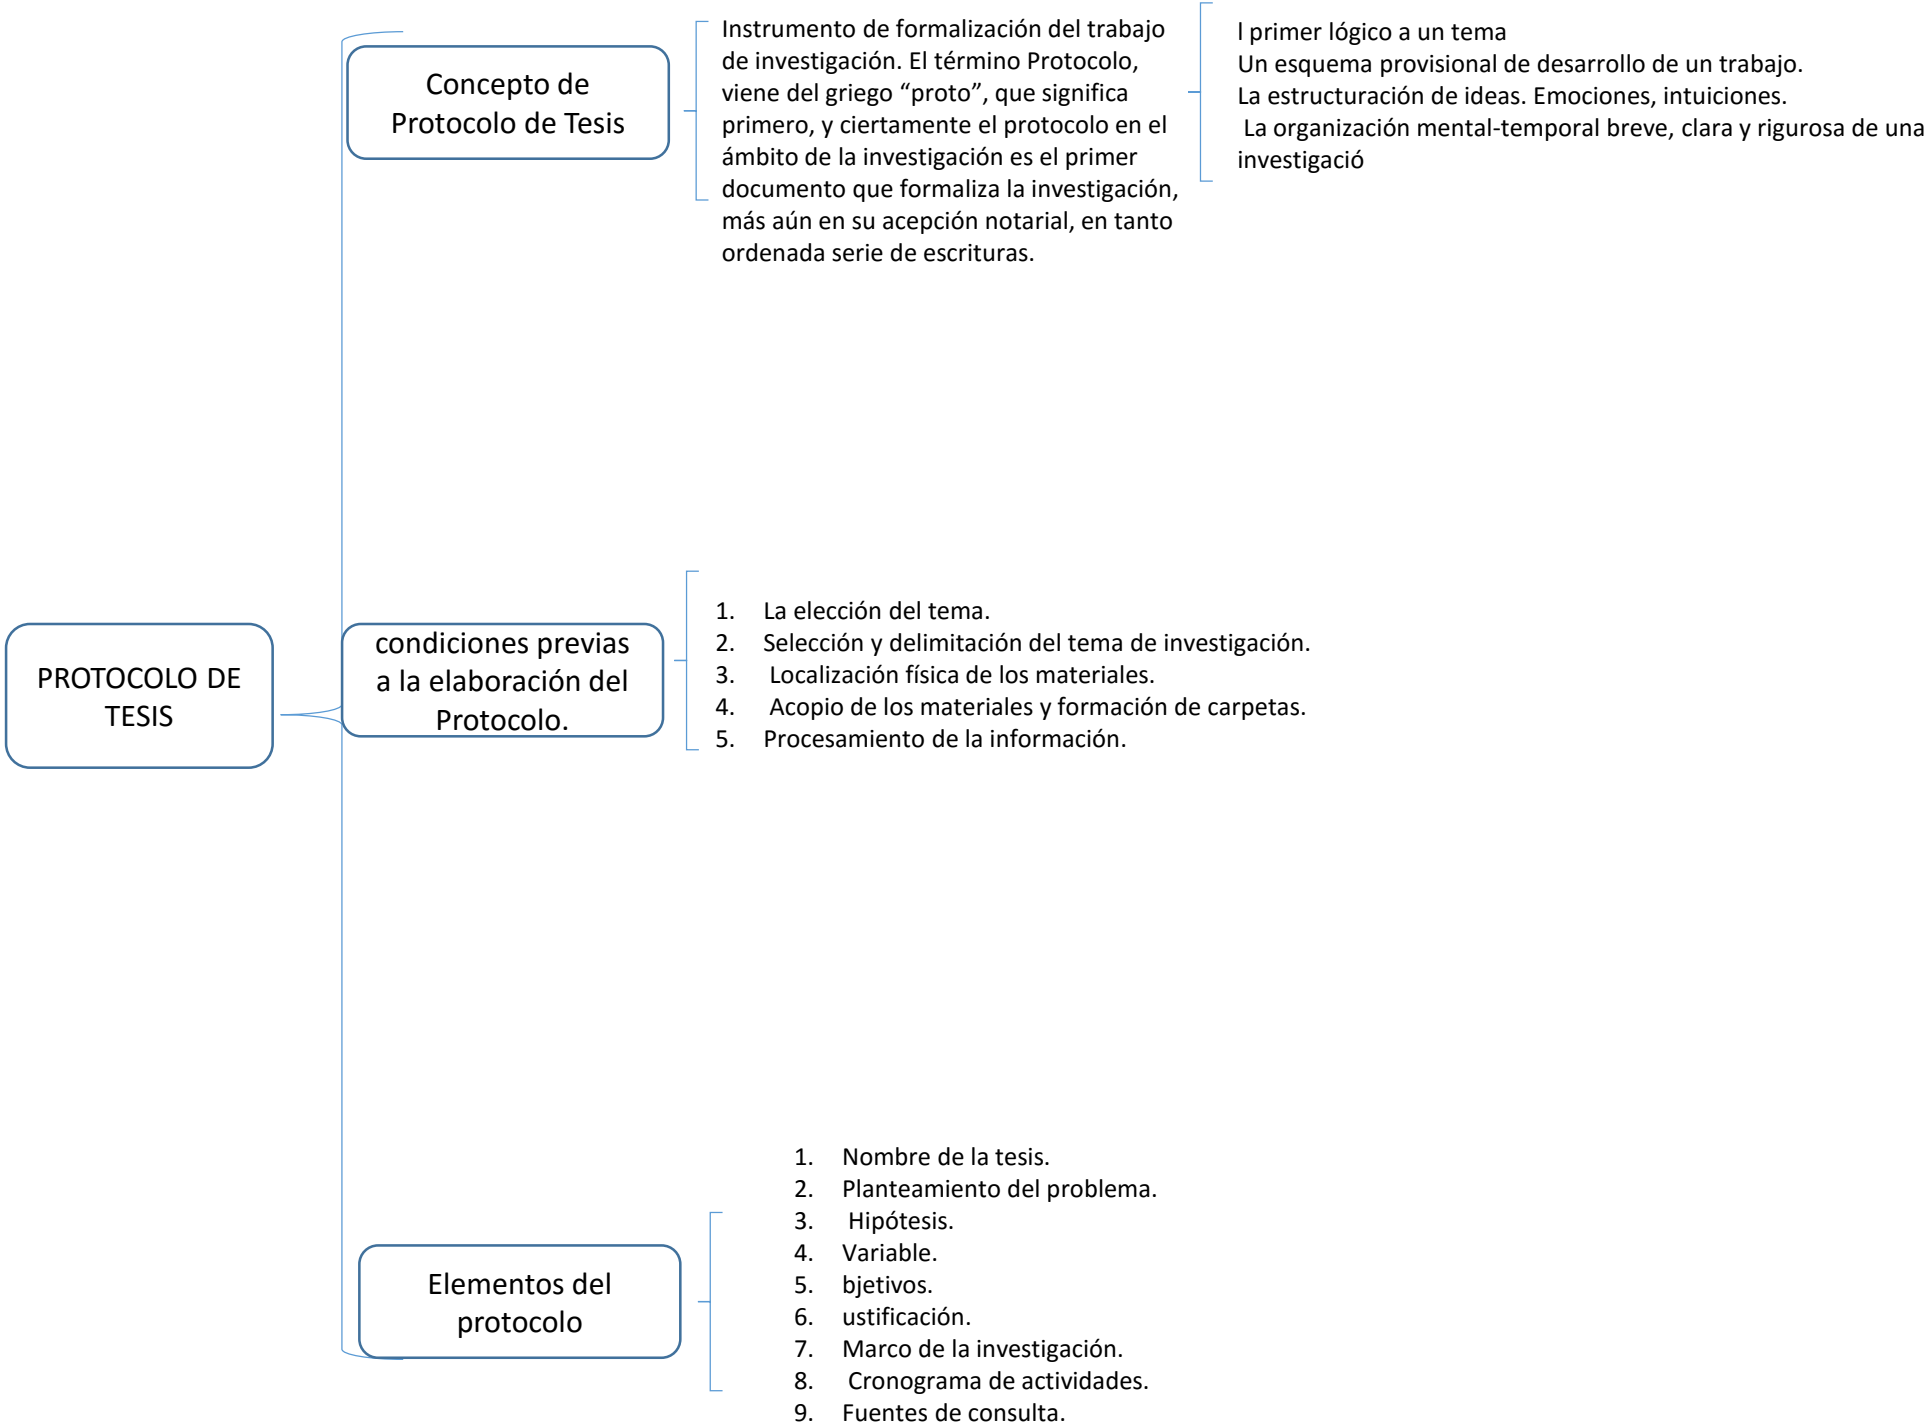 PROTOCOLO DE
TESIS
Concepto de
Protocolo de Tesis
Instrumento de formalización del trabajo
de investigación. El término Protocolo,
viene del griego “proto”, que significa
primero, y ciertamente el protocolo en el
ámbito de la investigación es el primer
documento que formaliza la investigación,
más aún en su acepción notarial, en tanto
ordenada serie de escrituras.
l primer lógico a un tema
Un esquema provisional de desarrollo de un trabajo.
La estructuración de ideas. Emociones, intuiciones.
La organización mental-temporal breve, clara y rigurosa de una
investigació
condiciones previas
a la elaboración del
Protocolo.
1. La elección del tema.
2. Selección y delimitación del tema de investigación.
3. Localización física de los materiales.
4. Acopio de los materiales y formación de carpetas.
5. Procesamiento de la información.
Elementos del
protocolo
1. Nombre de la tesis.
2. Planteamiento del problema.
3. Hipótesis.
4. Variable.
5. bjetivos.
6. ustificación.
7. Marco de la investigación.
8. Cronograma de actividades.
9. Fuentes de consulta.